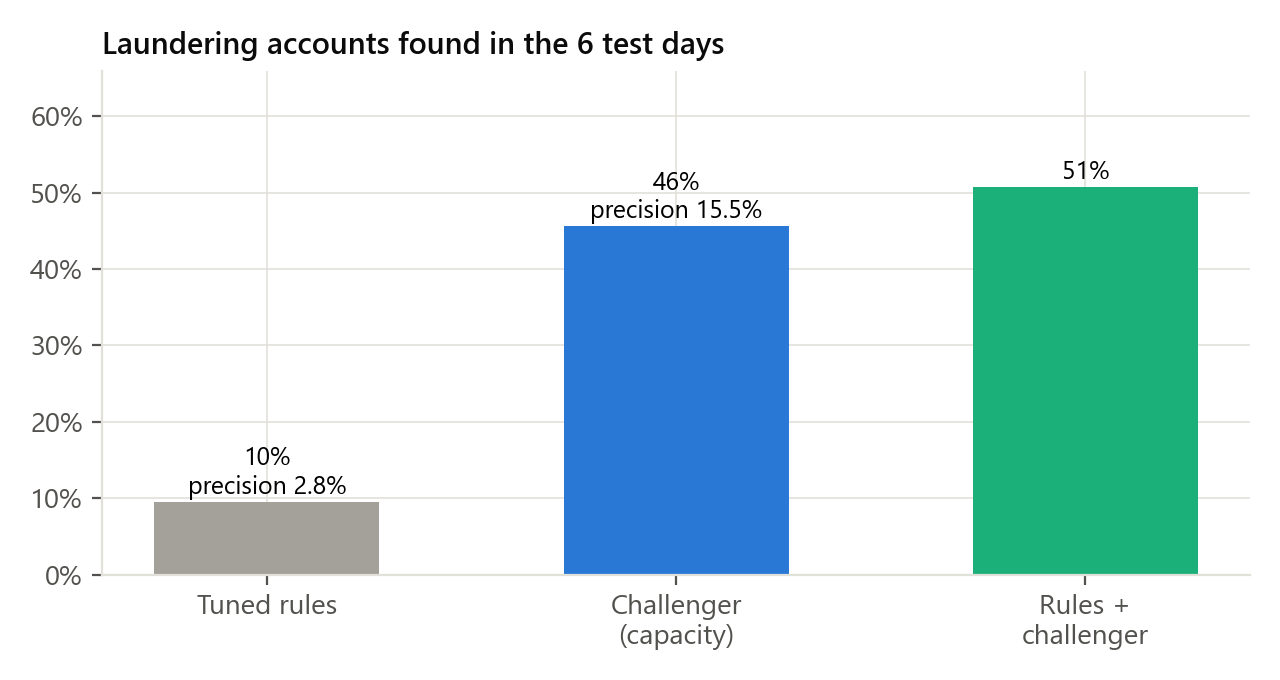 Laundering accounts found in the 6 test days
60%
50%
40%
30%
20%
10%
0%
10%
precision 2.8%
46%
precision 15.5%
51%
Tuned rules
Challenger
(capacity)
Rules +
challenger